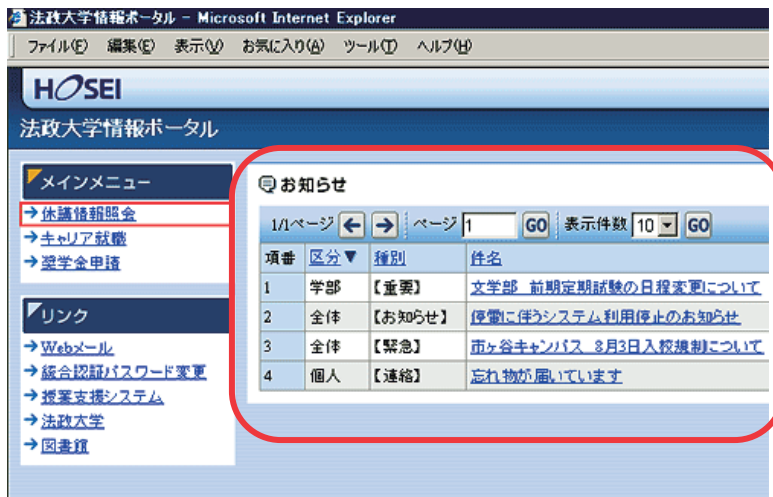 法政大学情報ポータル - Microsoft Internet Explorer
ファイル(F) 編集(E) 表示(V) お気に入り(A) ツール(T) ヘルプ(H)
HOSEI
法政大学情報ポータル
メインメニュー
→休講情報照会
→キャリア就職
→奨学金申請
リンク
→Webメール
→統合認証パスワード変更
→授業支援システム
→法政大学
→図書館
お知らせ
1/1ページ ← → ページ 1 GO 表示件数 10 GO
項番 区分▼ 種別 件名
1 学部 【重要】 文学部 前期定期試験の日程変更について
2 全体 【お知らせ】 停電に伴うシステム利用停止のお知らせ
3 全体 【緊急】 市ヶ谷キャンパス 8月3日入校規制について
4 個人 【連絡】 忘れ物が届いています